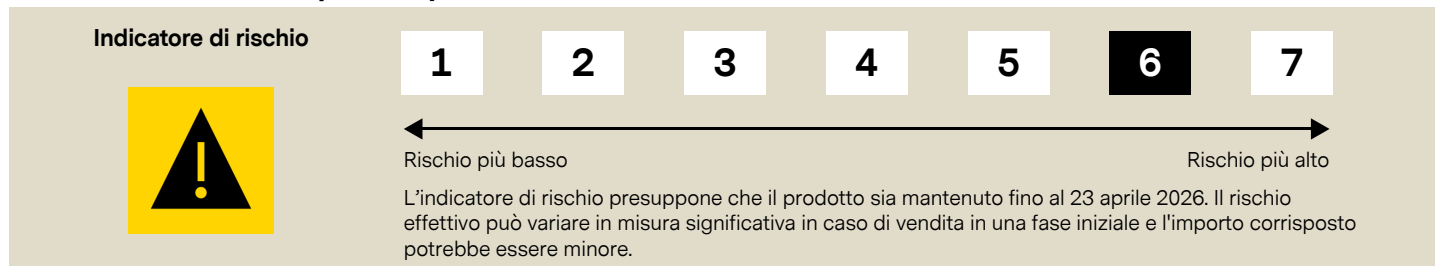 Indicatore di rischio
1 2 3 4 5 6 7
Rischio più basso Rischio più alto
L’indicatore di rischio presuppone che il prodotto sia mantenuto fino al 23 aprile 2026. Il rischio
effettivo può variare in misura significativa in caso di vendita in una fase iniziale e l'importo corrisposto
potrebbe essere minore.